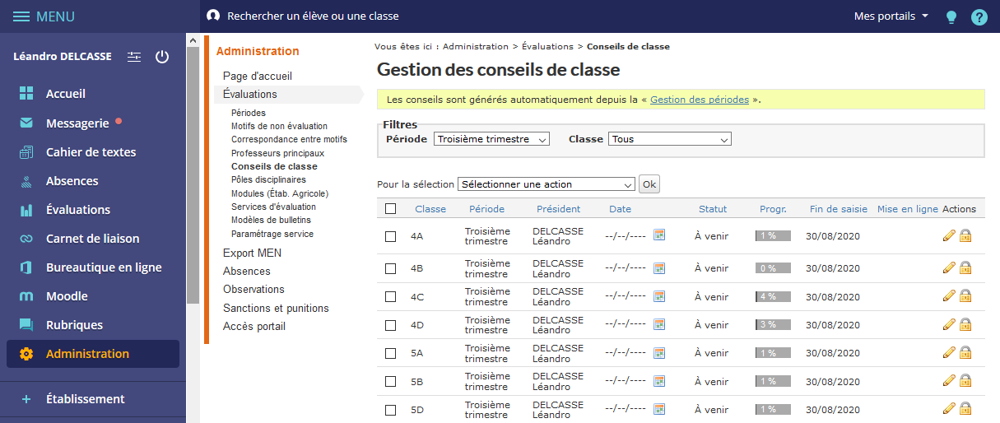 MENU
Rechercher un élève ou une classe
Mes portails
?
Léandro DELCASSE
Accueil
Messagerie
Cahier de textes
Absences
Évaluations
Carnet de liaison
Bureautique en ligne
Moodle
Rubriques
Administration
+ Établissement
Administration
Page d'accueil
Évaluations
Périodes
Motifs de non évaluation
Correspondance entre motifs
Professeurs principaux
Conseils de classe
Pôles disciplinaires
Modules (Étab. Agricole)
Services d'évaluation
Modèles de bulletins
Paramétrage service
Export MEN
Absences
Observations
Sanctions et punitions
Accès portail
Vous êtes ici : Administration > Évaluations > Conseils de classe
Gestion des conseils de classe
Les conseils sont générés automatiquement depuis la « Gestion des périodes ».
Filtres
Période Troisième trimestre Classe Tous
Pour la sélection Sélectionner une action Ok
Classe Période Président Date Statut Progr. Fin de saisie Mise en ligne Actions
4A Troisième trimestre DELCASSE Léandro --/--/---- À venir 1 % 30/08/2020
4B Troisième trimestre DELCASSE Léandro --/--/---- À venir 0 % 30/08/2020
4C Troisième trimestre DELCASSE Léandro --/--/---- À venir 4 % 30/08/2020
4D Troisième trimestre DELCASSE Léandro --/--/---- À venir 3 % 30/08/2020
5A Troisième trimestre DELCASSE Léandro --/--/---- À venir 1 % 30/08/2020
5B Troisième trimestre DELCASSE Léandro --/--/---- À venir 1 % 30/08/2020
5D Troisième trimestre DELCASSE Léandro --/--/---- À venir 1 % 30/08/2020